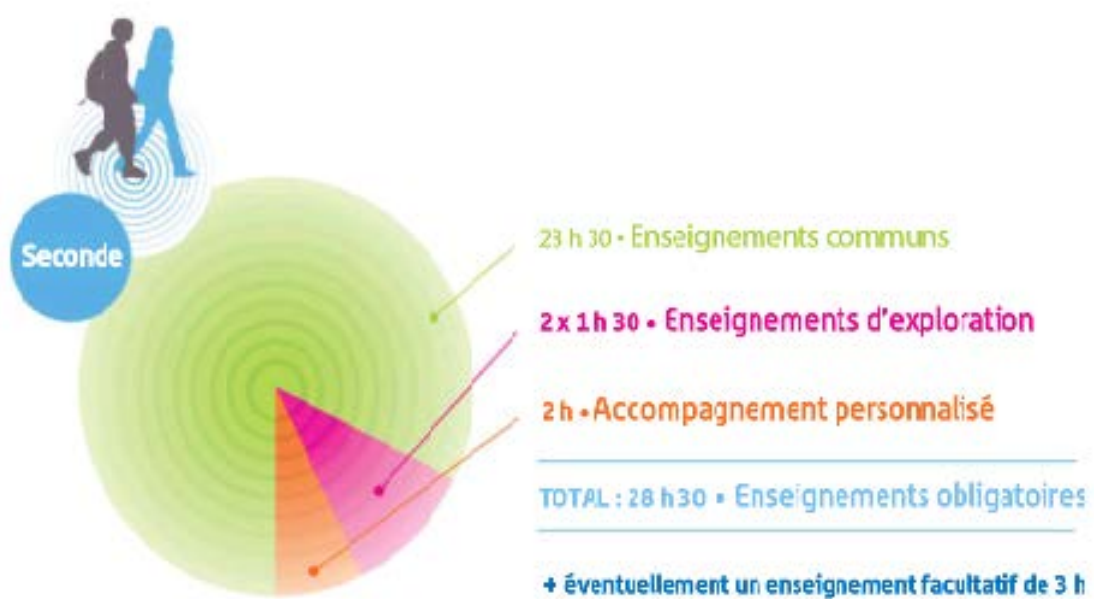 Seconde
23 h 30 • Enseignements communs
2 x 1 h 30 • Enseignements d'exploration
2 h • Accompagnement personnalisé
TOTAL : 28 h 30 • Enseignements obligatoires
+ éventuellement un enseignement facultatif de 3 h